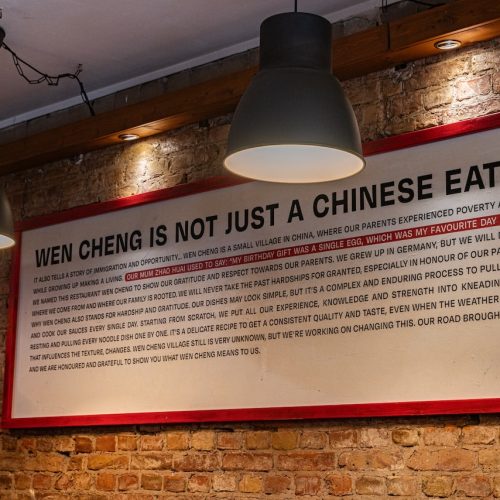 WEN CHENG IS NOT JUST A CHINESE EAT
IT ALSO TELLS A STORY OF IMMIGRATION AND OPPORTUNITY... WEN CHENG IS A SMALL VILLAGE IN CHINA, WHERE OUR PARENTS EXPERIENCED POVERTY A
WHILE GROWING UP MAKING A LIVING. OUR MUM ZHAO HUAI USED TO SAY: "MY BIRTHDAY GIFT WAS A SINGLE EGG, WHICH WAS MY FAVOURITE DAY
WE NAMED THIS RESTAURANT WEN CHENG TO SHOW OUR GRATITUDE AND RESPECT TOWARDS OUR PARENTS. WE GREW UP IN GERMANY, BUT WE WILL
WHERE WE COME FROM AND WHERE OUR FAMILY IS ROOTED. WE WILL NEVER TAKE THE PAST HARDSHIPS FOR GRANTED, ESPECIALLY IN HONOUR OF OUR PA
WHY WEN CHENG ALSO STANDS FOR HARDSHIP AND GRATITUDE. OUR DISHES MAY LOOK SIMPLE, BUT IT'S A COMPLEX AND ENDURING PROCESS TO PULL
AND COOK OUR SAUCES EVERY SINGLE DAY. STARTING FROM SCRATCH, WE PUT ALL OUR EXPERIENCE, KNOWLEDGE AND STRENGTH INTO KNEADIN
RESTING AND PULLING EVERY NOODLE DISH ONE BY ONE. IT'S A DELICATE RECIPE TO GET A CONSISTENT QUALITY AND TASTE, EVEN WHEN THE WEATHER
THAT INFLUENCES THE TEXTURE, CHANGES. WEN CHENG VILLAGE STILL IS VERY UNKNOWN, BUT WE'RE WORKING ON CHANGING THIS. OUR ROAD BROUGH
AND WE ARE HONOURED AND GRATEFUL TO SHOW YOU WHAT WEN CHENG MEANS TO US.